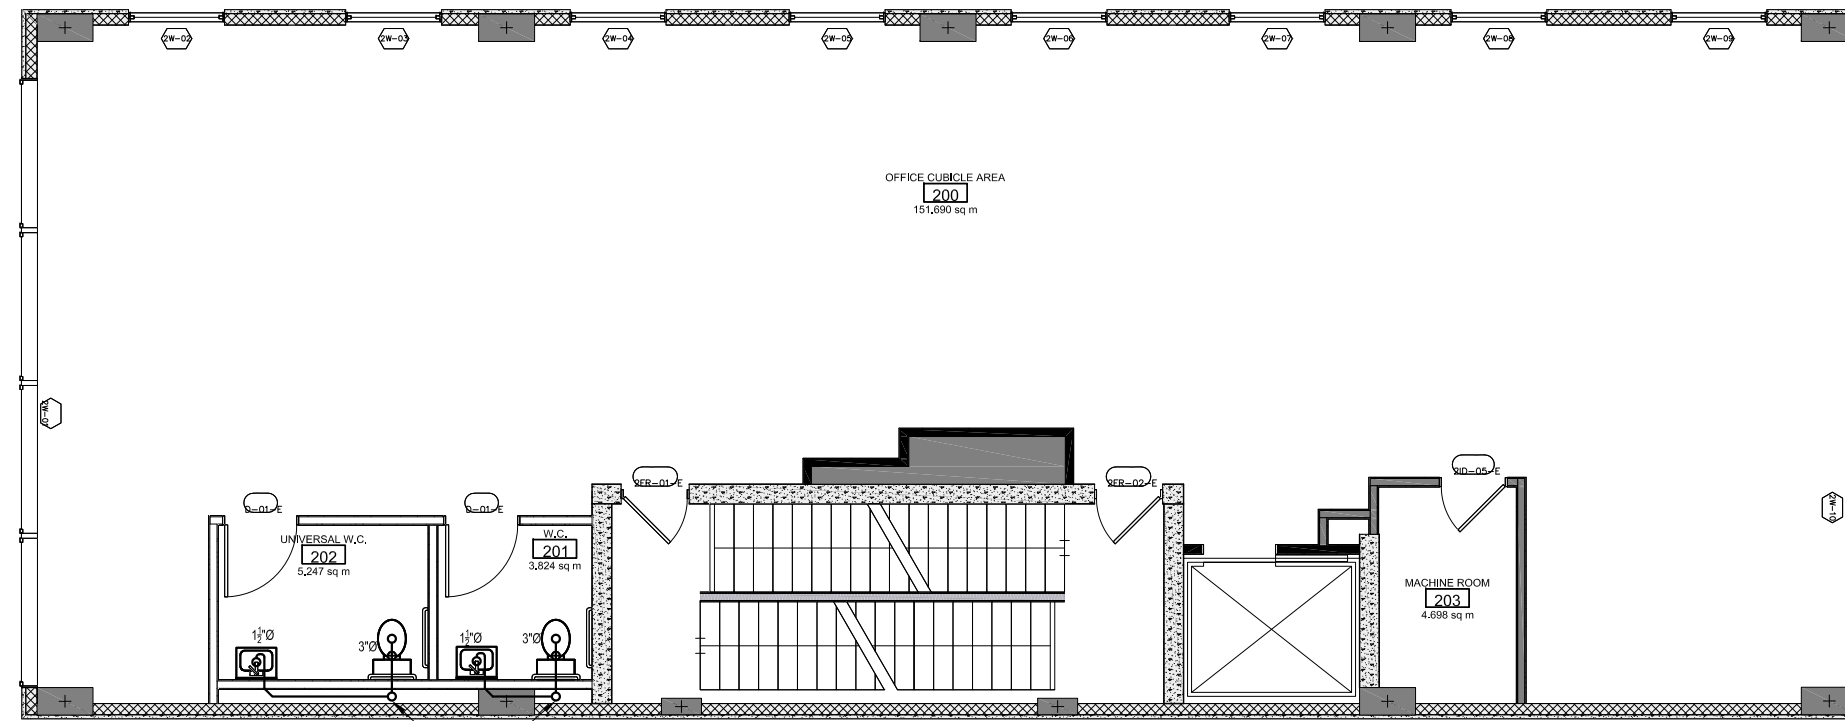 2W-02
2W-03
2W-04
2W-05
2W-06
2W-07
2W-08
2W-09
OFFICE CUBICLE AREA
200
151.690 sq m
2W-01
2W-10
2FR-01-E
2FR-02-E
2ID-05-E
D-01-E
D-01-E
UNIVERSAL W.C.
202
5.247 sq m
W.C.
201
3.824 sq m
MACHINE ROOM
203
4.698 sq m
1½"Ø
3"Ø
1½"Ø
3"Ø